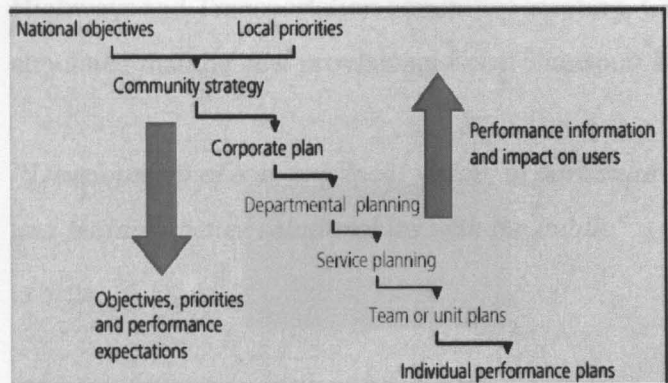 National objectives
Local priorities
Community strategy
Corporate plan
Performance information
and impact on users
Departmental planning
Service planning
Objectives, priorities
and performance
expectations
Team or unit plans
Individual performance plans